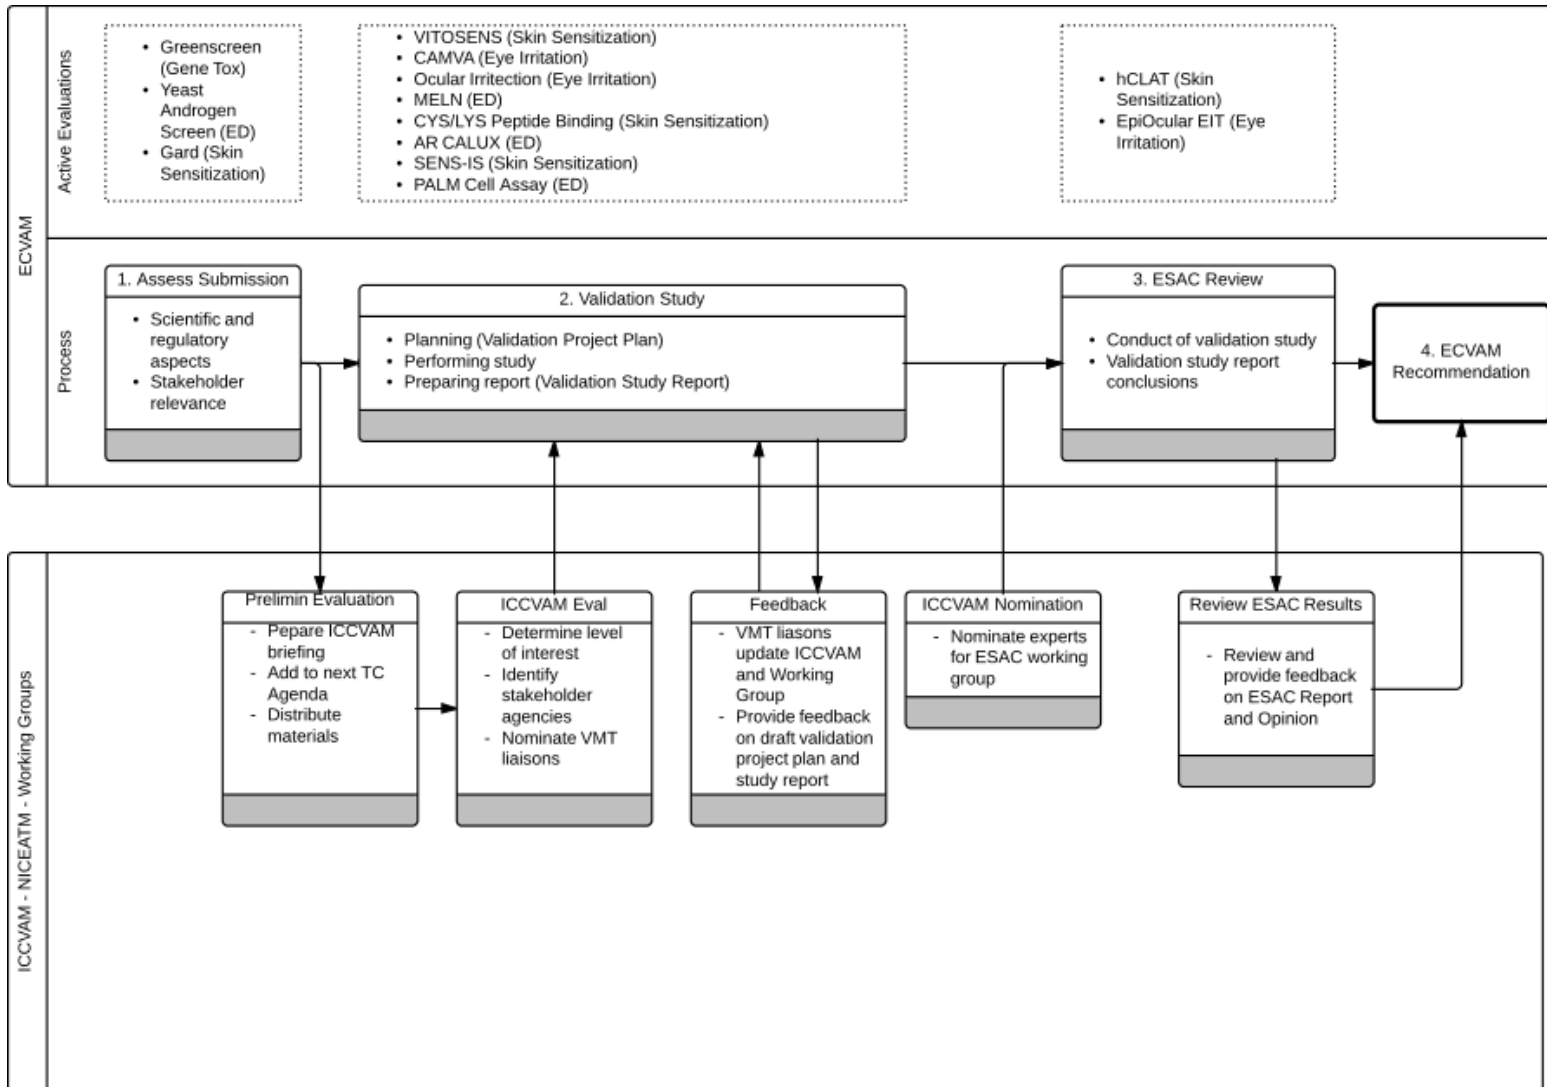 ECVAM
Active Evaluations
• Greenscreen
(Gene Tox)
• Yeast
Androgen
Screen (ED)
• Gard (Skin
Sensitization)
• VITOSENS (Skin Sensitization)
• CAMVA (Eye Irritation)
• Ocular Irritection (Eye Irritation)
• MELN (ED)
• CYS/LYS Peptide Binding (Skin Sensitization)
• AR CALUX (ED)
• SENS-IS (Skin Sensitization)
• PALM Cell Assay (ED)
• hCLAT (Skin
Sensitization)
• EpiOcular EIT (Eye
Irritation)
Process
1. Assess Submission
• Scientific and
regulatory
aspects
• Stakeholder
relevance
2. Validation Study
• Planning (Validation Project Plan)
• Performing study
• Preparing report (Validation Study Report)
3. ESAC Review
• Conduct of validation study
• Validation study report
conclusions
4. ECVAM
Recommendation
ICCVAM - NICEATM - Working Groups
Prelimin Evaluation
- Pepare ICCVAM
briefing
- Add to next TC
Agenda
- Distribute
materials
ICCVAM Eval
- Determine level
of interest
- Identify
stakeholder
agencies
- Nominate VMT
liaisons
Feedback
- VMT liasons
update ICCVAM
and Working
Group
- Provide feedback
on draft validation
project plan and
study report
ICCVAM Nomination
- Nominate experts
for ESAC working
group
Review ESAC Results
- Review and
provide feedback
on ESAC Report
and Opinion